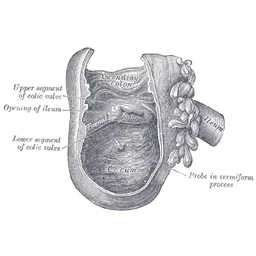 Ascending
Colon
Upper segment
of colic valve
Opening of ileum
Ileum
Frenulum
Lower segment
of colic valve
Cæcum
Probe in vermiform
process